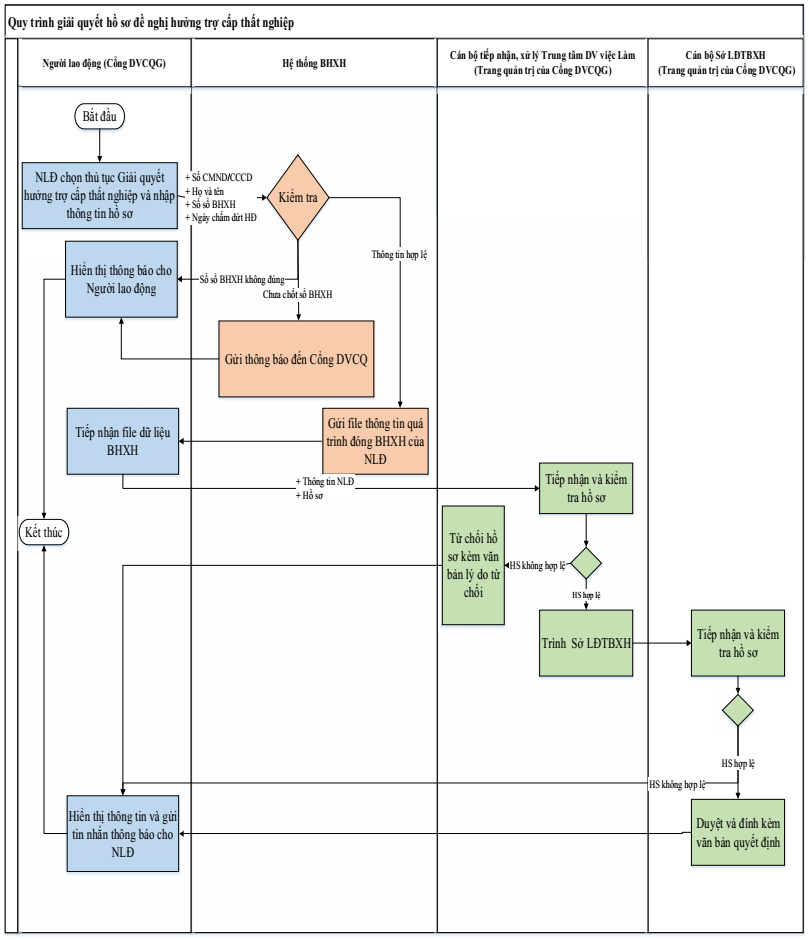 Quy trình giải quyết hồ sơ đề nghị hưởng trợ cấp thất nghiệp
Người lao động (Cổng DVCQG)
Hệ thống BHXH
Cán bộ tiếp nhận, xử lý Trung tâm DV việc Làm
(Trang quản trị của Cổng DVCQG)
Cán bộ Sở LĐTBXH
(Trang quản trị của Cổng DVCQG)
Bắt đầu
NLĐ chọn thủ tục Giải quyết
hưởng trợ cấp thất nghiệp và nhập
thông tin hồ sơ
+ Số CMND/CCCD
+ Họ và tên
+ Số sổ BHXH
+ Ngày chấm dứt HĐ
Kiểm tra
Thông tin hợp lệ
Hiển thị thông báo cho
Người lao động
Số sổ BHXH không đúng
Chưa chốt sổ BHXH
Gửi thông báo đến Cổng DVCQ
Tiếp nhận file dữ liệu
BHXH
Gửi file thông tin quá
trình đóng BHXH của
NLĐ
+ Thông tin NLĐ
+ Hồ sơ
Tiếp nhận và kiểm
tra hồ sơ
Kết thúc
Từ chối hồ
sơ kèm văn
bản lý do từ
chối
HS không hợp lệ
HS hợp lệ
Trình Sở LĐTBXH
Tiếp nhận và kiểm
tra hồ sơ
HS hợp lệ
HS không hợp lệ
Hiển thị thông tin và gửi
tin nhắn thông báo cho
NLĐ
Duyệt và đính kèm
văn bản quyết định